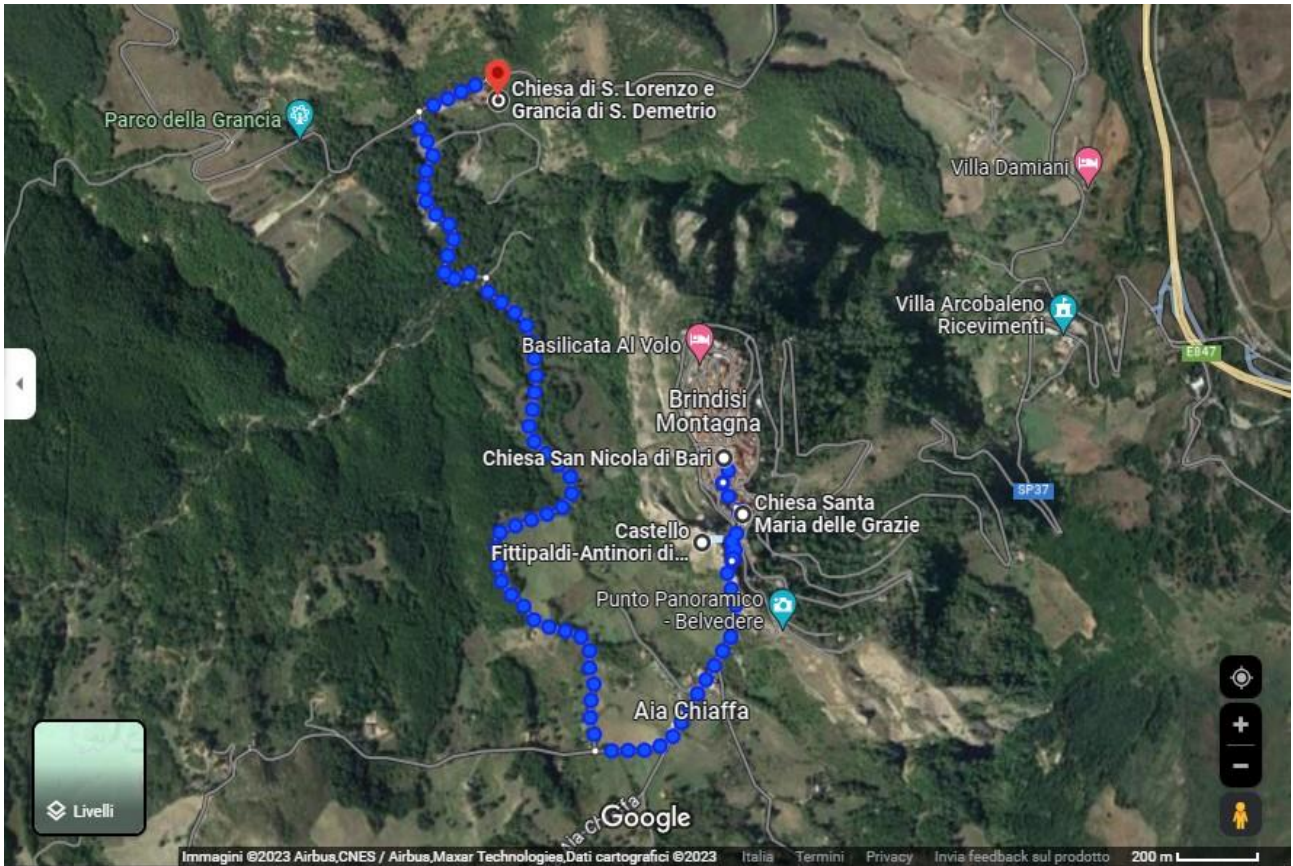 Chiesa di S. Lorenzo e
Grancia di S. Demetrio
Parco della Grancia
Villa Damiani
Villa Arcobaleno
Ricevimenti
E847
Basilicata Al Volo
Brindisi
Montagna
Chiesa San Nicola di Bari
SP37
Chiesa Santa
Maria delle Grazie
Castello
Fittipaldi-Antinori di...
Punto Panoramico
- Belvedere
Aia Chiaffa
Aia-Chiaffa
Livelli
Google
Immagini ©2023 Airbus,CNES / Airbus,Maxar Technologies,Dati cartografici ©2023 Italia Termini Privacy Invia feedback sul prodotto 200 m